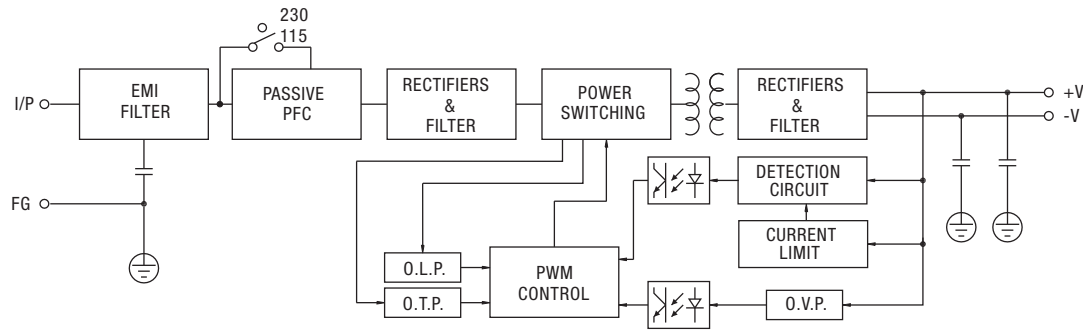 230
115
I/P
EMI
FILTER
PASSIVE
PFC
RECTIFIERS
&
FILTER
POWER
SWITCHING
RECTIFIERS
&
FILTER
+V
-V
FG
DETECTION
CIRCUIT
CURRENT
LIMIT
O.L.P.
O.T.P.
PWM
CONTROL
O.V.P.